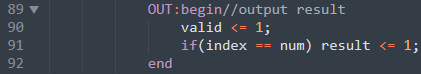 89 OUT:begin//output result
90 valid <= 1;
91 if(index == num) result <= 1;
92 end